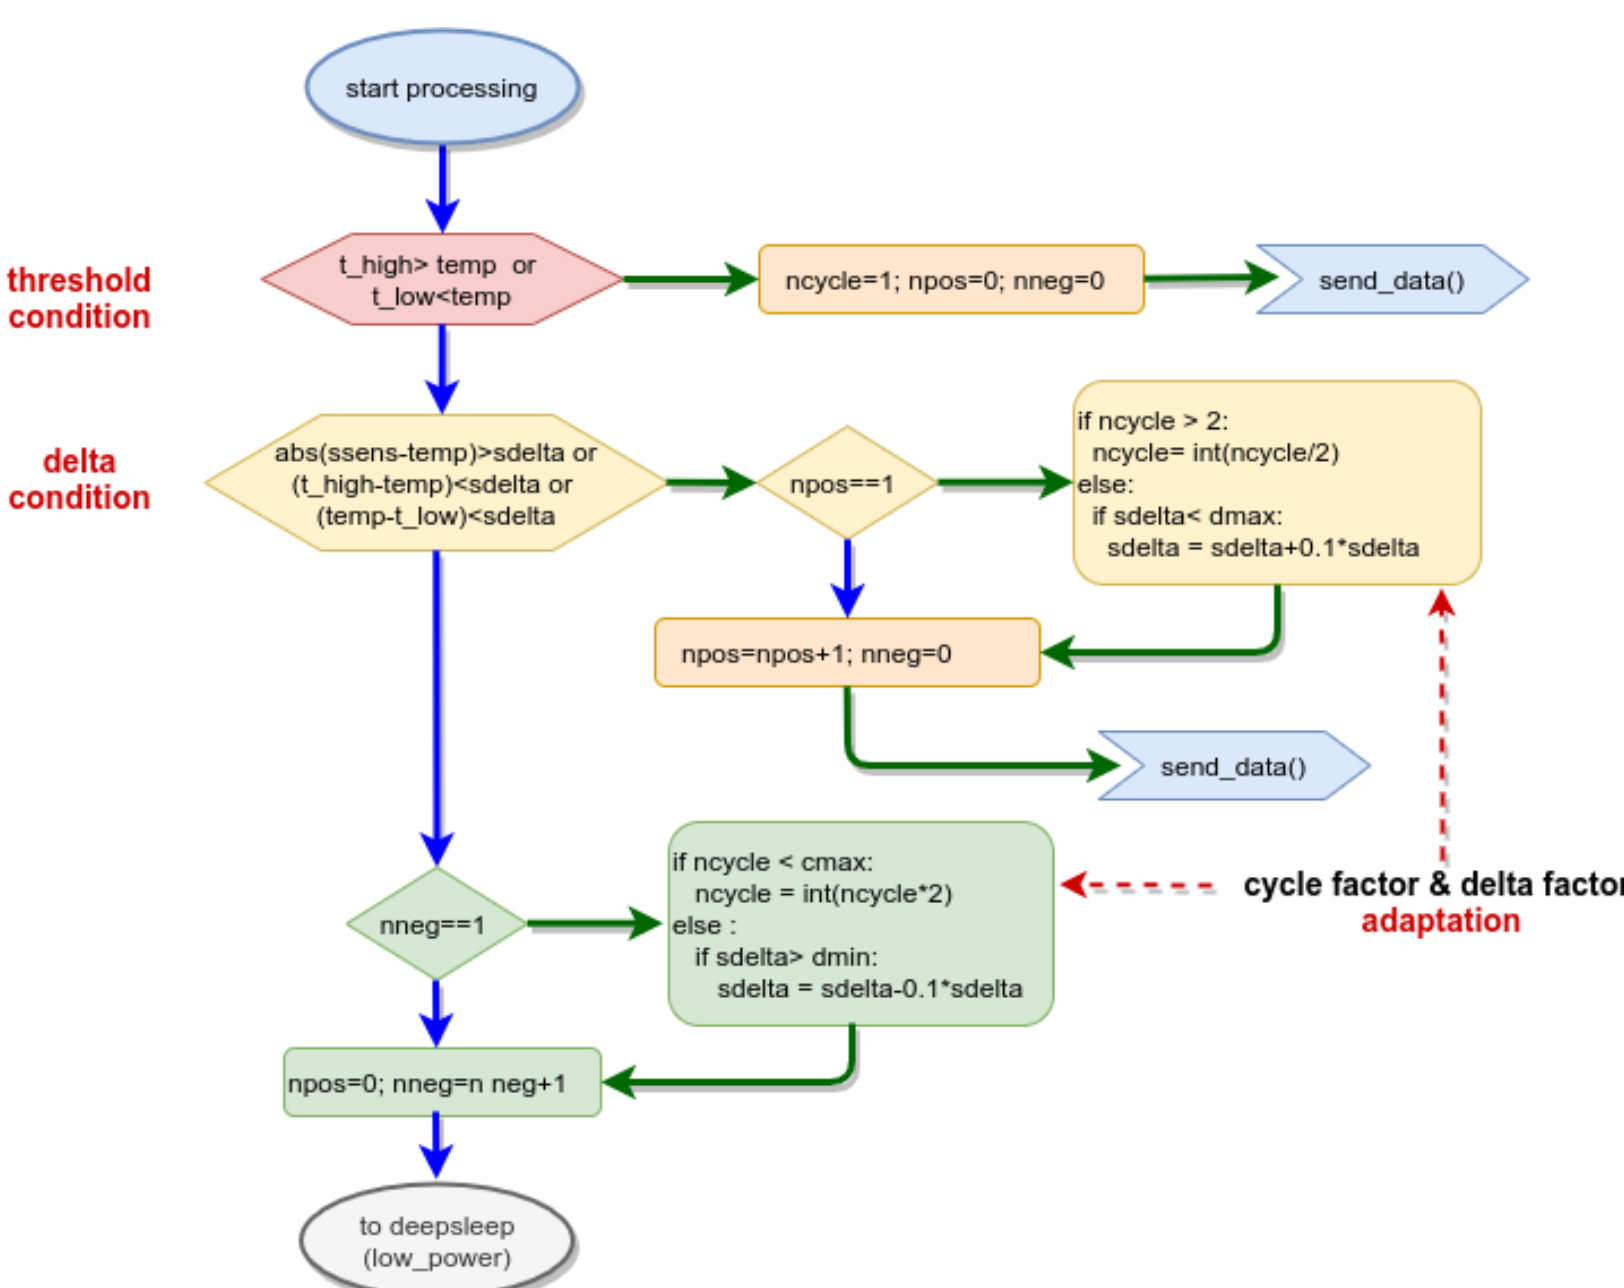 start processing
threshold
condition
t_high> temp  or
t_low<temp
ncycle=1; npos=0; nneg=0
send_data()
delta
condition
abs(ssens-temp)>sdelta or
(t_high-temp)<sdelta or
(temp-t_low)<sdelta
npos==1
if ncycle > 2:
ncycle= int(ncycle/2)
else:
if sdelta< dmax:
sdelta = sdelta+0.1*sdelta
npos=npos+1; nneg=0
send_data()
nneg==1
if ncycle < cmax:
ncycle = int(ncycle*2)
else :
if sdelta> dmin:
sdelta = sdelta-0.1*sdelta
cycle factor & delta factor
adaptation
npos=0; nneg=n neg+1
to deepsleep
(low_power)